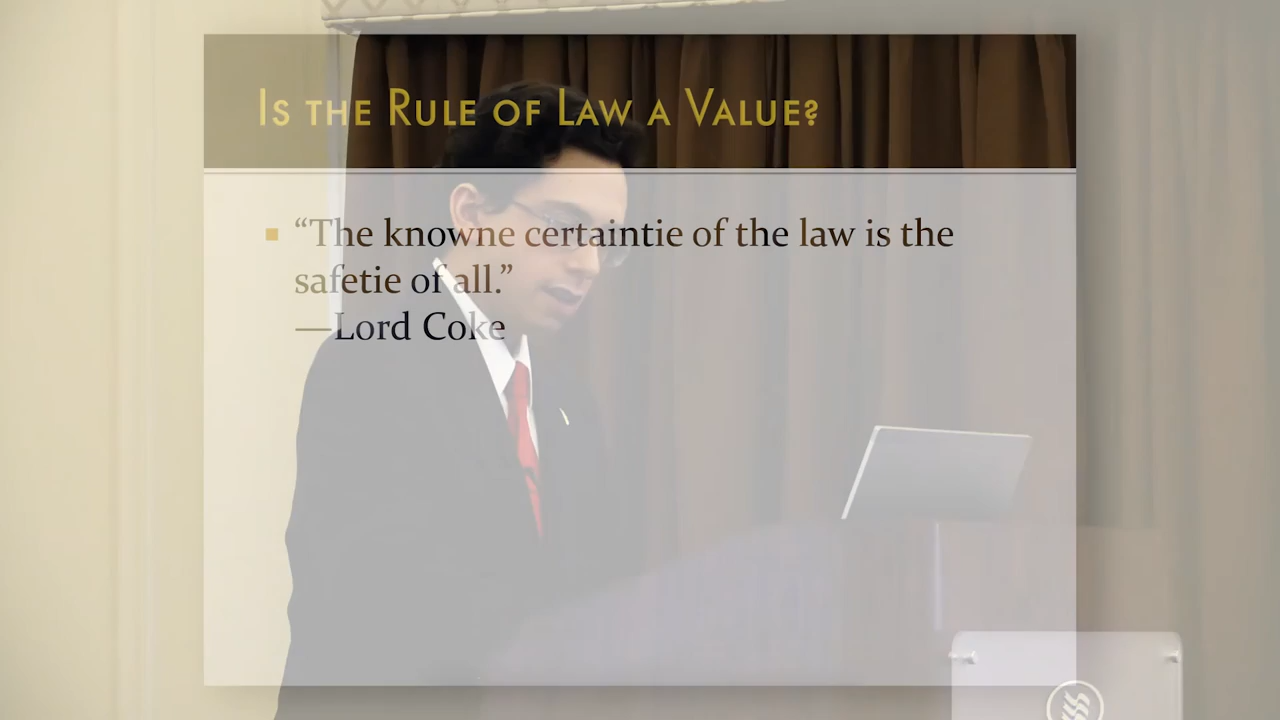 Is the Rule of Law a Value?
“The knowne certaintie of the law is the
safetie of all.”
—Lord Coke